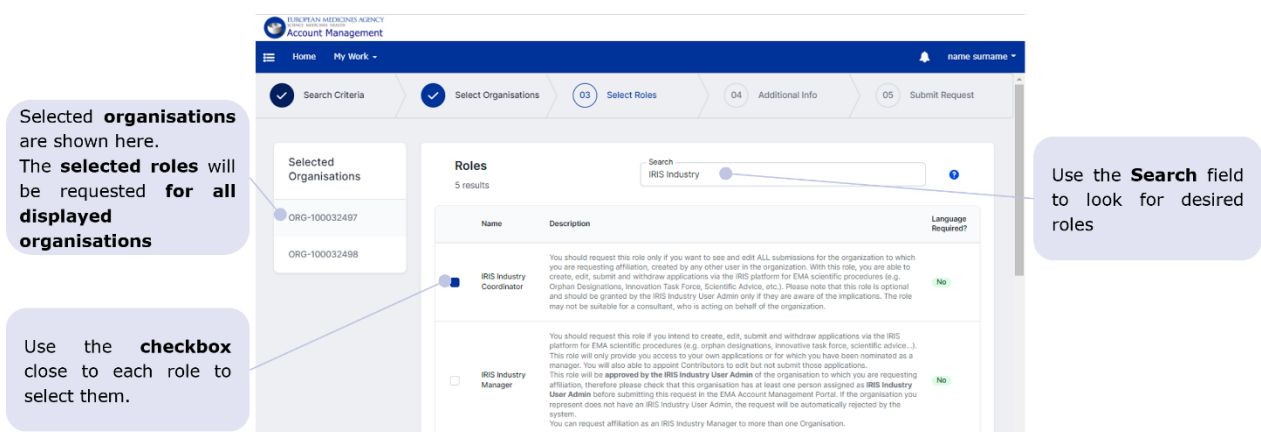 EUROPEAN MEDICINES AGENCY
SCIENCE MEDICINES HEALTH
Account Management
Home My Work
name surname
Search Criteria
Select Organisations
03 Select Roles
04 Additional Info
05 Submit Request
Selected organisations
are shown here.
The selected roles will
be requested for all
displayed
organisations
Selected
Organisations
ORG-100032497
ORG-100032498
Roles
5 results
Search
IRIS Industry
?
Use the Search field
to look for desired
roles
Name
Description
Language
Required?
IRIS Industry
Coordinator
You should request this role only if you want to see and edit ALL submissions for the organization to which
you are requesting affiliation, created by any other user in the organization. With this role, you are able to
create, edit, submit and withdraw applications via the IRIS platform for EMA scientific procedures (e.g.
Orphan Designations, Innovation Task Force, Scientific Advice, etc.). Please note that this role is optional
and should be granted by the IRIS Industry User Admin only if they are aware of the implications. The role
may not be suitable for a consultant, who is acting on behalf of the organization.
No
Use the checkbox
close to each role to
select them.
IRIS Industry
Manager
You should request this role if you intend to create, edit, submit and withdraw applications via the IRIS
platform for EMA scientific procedures (e.g. orphan designations, innovative task force, scientific advice...).
This role will only provide you access to your own applications or for which you have been nominated as a
manager. You will also able to appoint Contributors to edit but not submit those applications.
This role will be approved by the IRIS Industry User Admin of the organisation to which you are requesting
affiliation, therefore please check that this organisation has at least one person assigned as IRIS Industry
User Admin before submitting this request in the EMA Account Management Portal. If the organisation you
represent does not have an IRIS Industry User Admin, the request will be automatically rejected by the
system.
You can request affiliation as an IRIS Industry Manager to more than one Organisation.
No